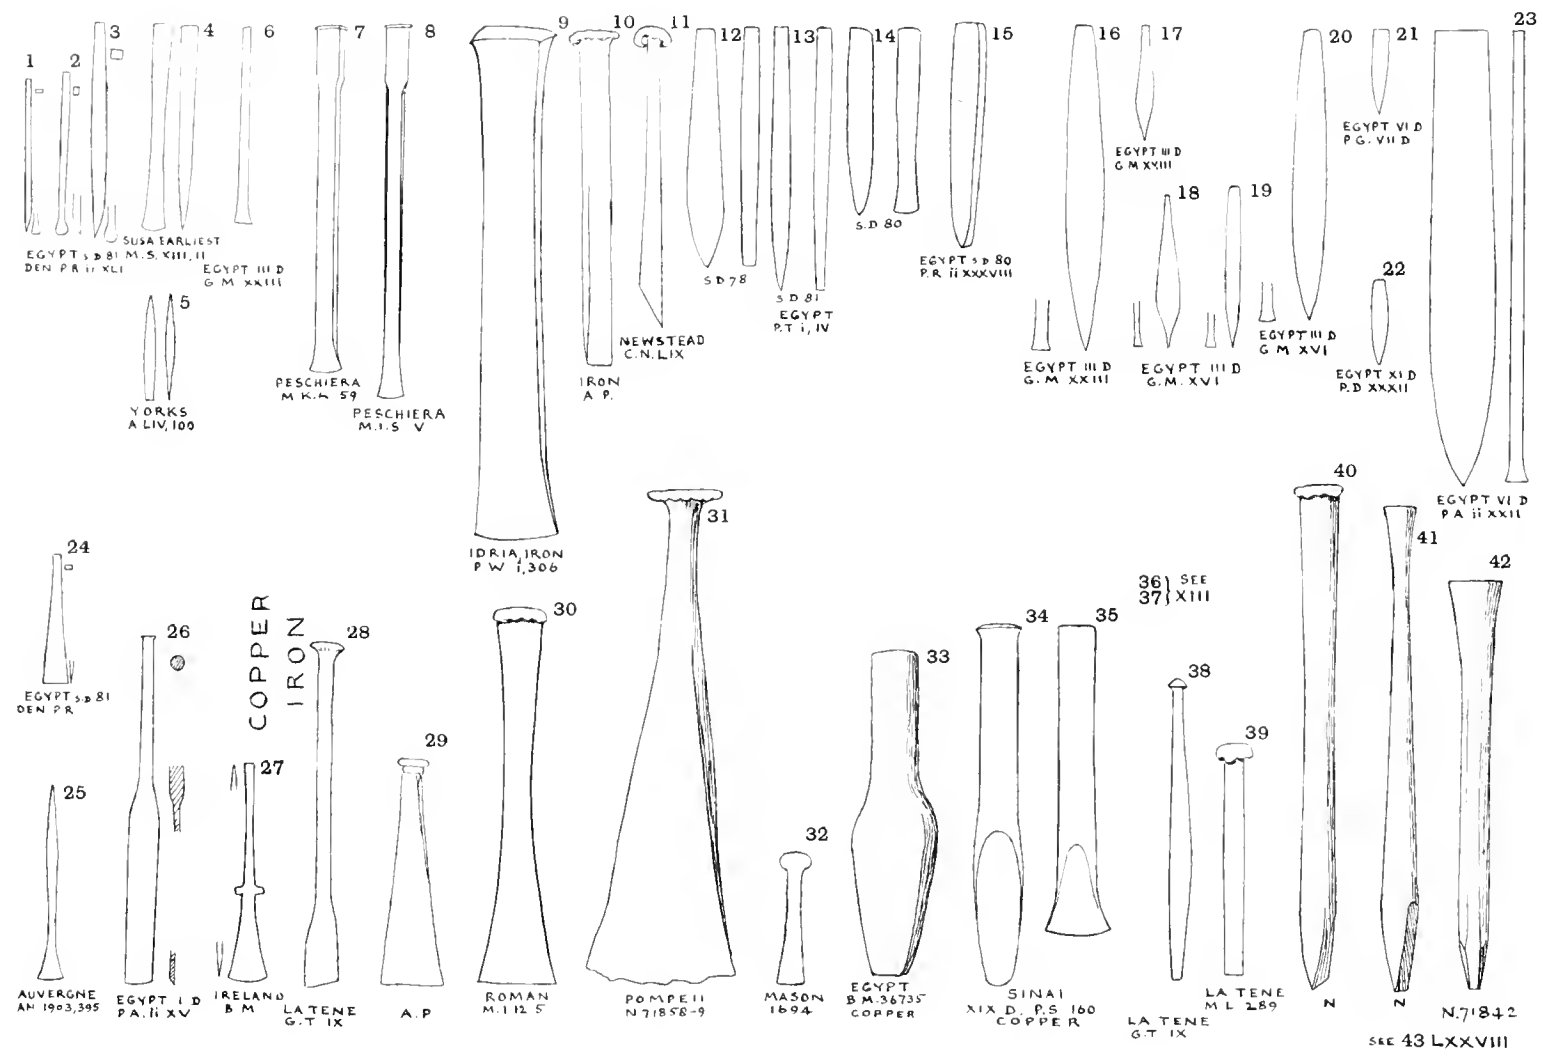 1
2
3
4
6
7
8
9
10
11
12
13
14
15
16
17
20
21
23
EGYPT S.D 81
DEN P R ii XLI
SUSA EARLIEST
M.S. XIII, II
EGYPT III D
G M XXIII
5
YORKS
A LIV, 100
PESCHIERA
M K.L 59
PESCHIERA
M.I.S V
IDRIA, IRON
P W i, 306
IRON
A P.
NEWSTEAD
C.N. LIX
S D 78
S D 81
EGYPT
P.T i, IV
S.D 80
EGYPT S D 80
P.R ii XXXVIII
EGYPT III D
G.M XXIII
EGYPT III D
G M XXIII
18
19
EGYPT III D
G.M. XVI
EGYPT III D
G M XVI
EGYPT VI D
P G. VII D
22
EGYPT XI D
P.D XXXII
EGYPT VI D
P A ii XXII
24
EGYPT S.D 81
DEN P R
25
AUVERGNE
AN 1903, 395
26
EGYPT I D
P A. ii XV
COPPER
IRON
27
IRELAND
B M
28
LA TENE
G.T IX
29
A.P
30
ROMAN
M.I 12 5
31
POMPEII
N 71858-9
32
MASON
1694
33
EGYPT
B M. 36735
COPPER
34
35
SINAI
XIX D. P.S 160
COPPER
36 } SEE
37 } XIII
38
LA TENE
G.T IX
39
LA TENE
M L 289
40
N
41
N
42
N. 71842
SEE 43 LXXVIII